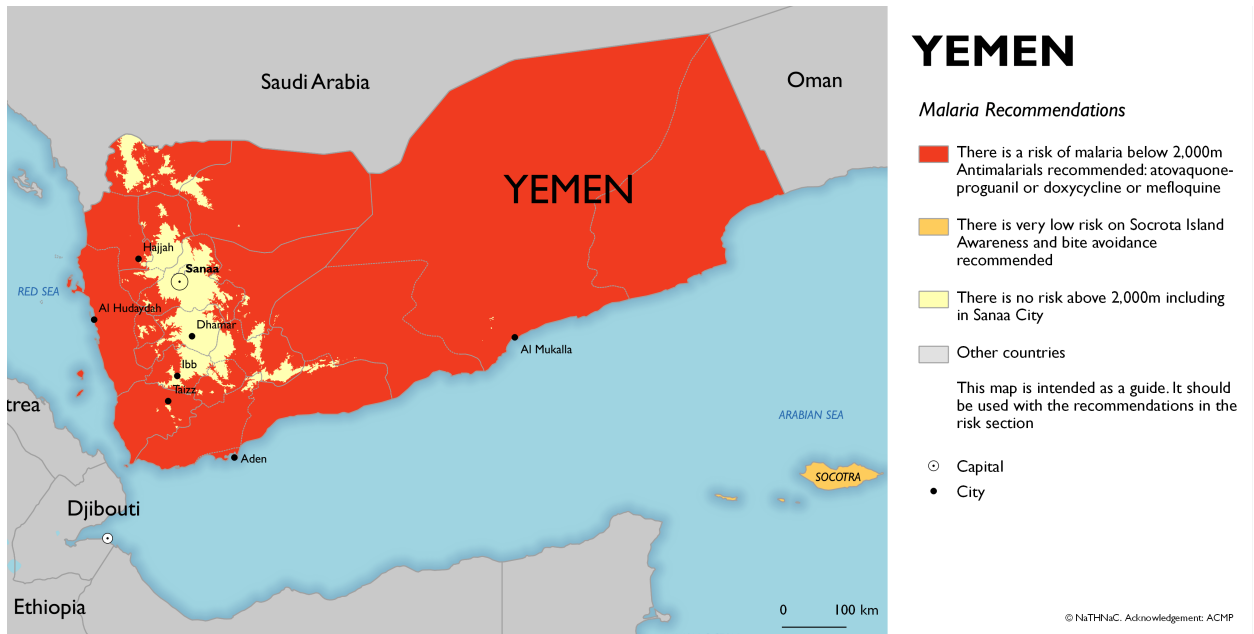 YEMEN
Malaria Recommendations
There is a risk of malaria below 2,000m
Antimalarials recommended: atovaquone-
proguanil or doxycycline or mefloquine
There is very low risk on Socrota Island
Awareness and bite avoidance
recommended
There is no risk above 2,000m including
in Sanaa City
Other countries
This map is intended as a guide. It should
be used with the recommendations in the
risk section
Capital
City
© NaTHNaC. Acknowledgement: ACMP
Saudi Arabia
Oman
YEMEN
Hajjah
Sanaa
RED SEA
Al Hudaydah
Dhamar
Al Mukalla
Ibb
Taizz
trea
ARABIAN SEA
Aden
SOCOTRA
Djibouti
Ethiopia
0 100 km